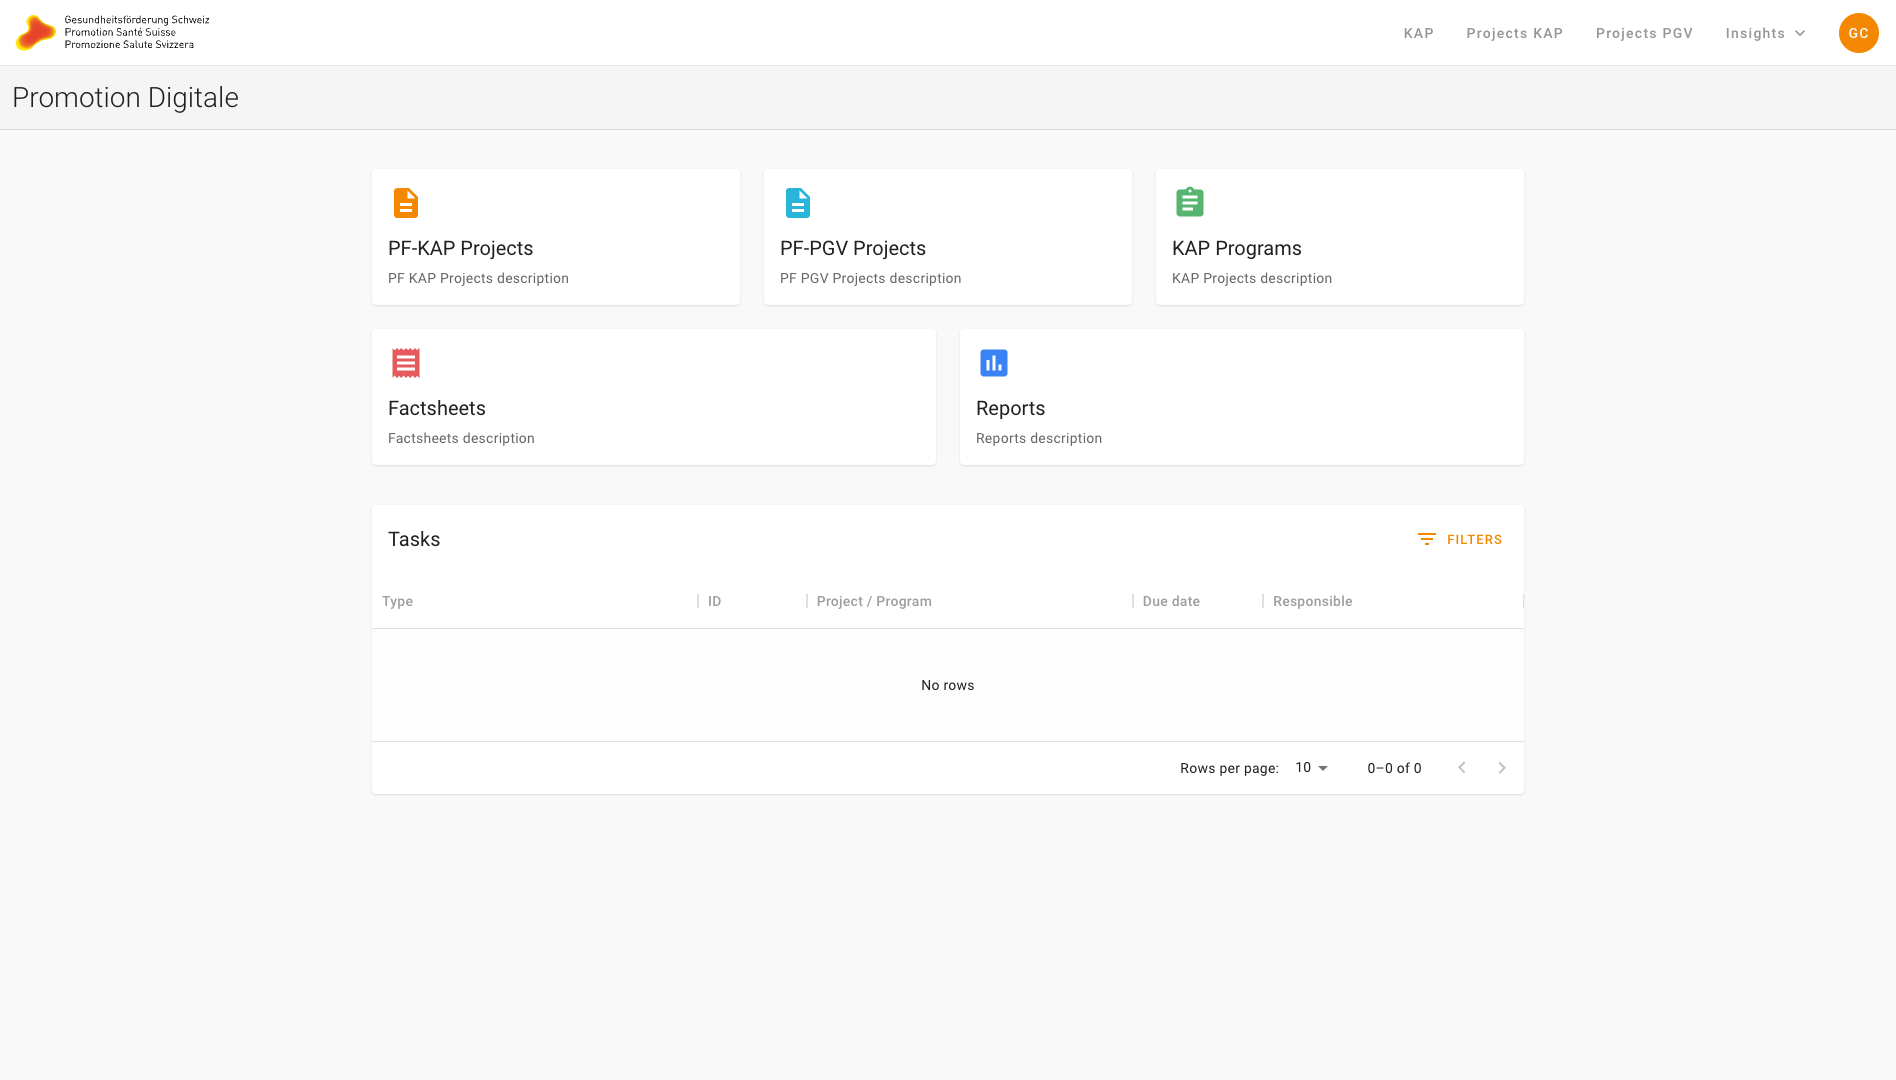 Gesundheitsförderung Schweiz
Promotion Santé Suisse
Promozione Salute Svizzera
KAP
Projects KAP
Projects PGV
Insights
GC
Promotion Digitale
PF-KAP Projects
PF KAP Projects description
PF-PGV Projects
PF PGV Projects description
KAP Programs
KAP Projects description
Factsheets
Factsheets description
Reports
Reports description
Tasks
FILTERS
Type
ID
Project / Program
Due date
Responsible
No rows
Rows per page:
10
0–0 of 0